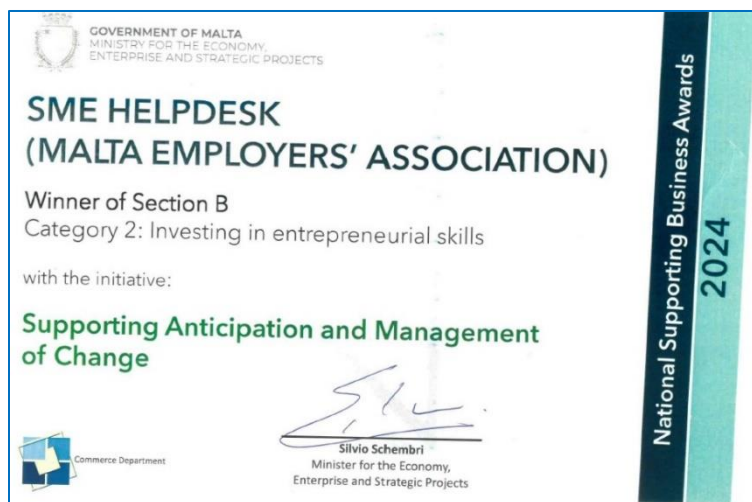 GOVERNMENT OF MALTA
MINISTRY FOR THE ECONOMY,
ENTERPRISE AND STRATEGIC PROJECTS
SME HELPDESK
(MALTA EMPLOYERS' ASSOCIATION)
Winner of Section B
Category 2: Investing in entrepreneurial skills
with the initiative:
Supporting Anticipation and Management
of Change
Silvio Schembri
Minister for the Economy,
Enterprise and Strategic Projects
Commerce Department
National Supporting Business Awards
2024